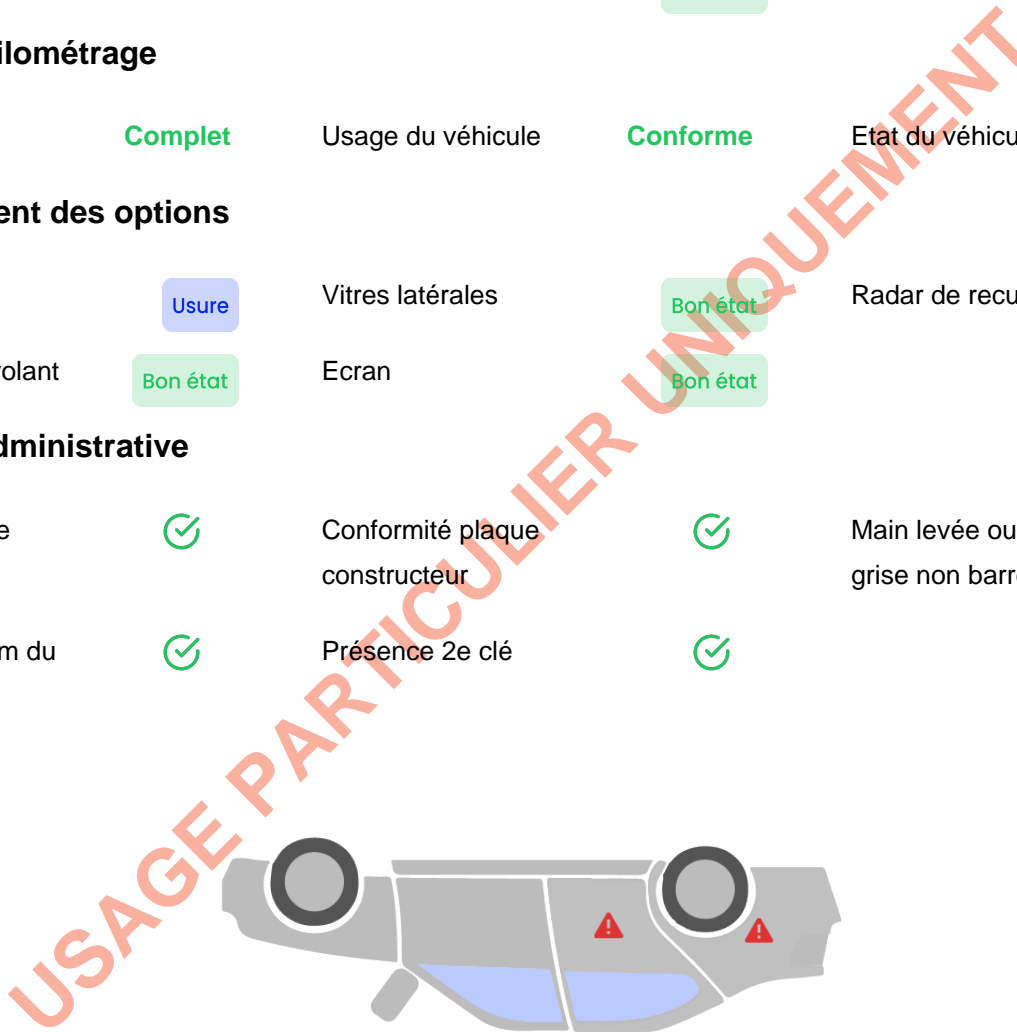 ilométrage
Complet Usage du véhicule Conforme Etat du véhicu
ent des options
Usure Vitres latérales Bon état Radar de recu
olant Bon état Ecran Bon état
dministrative
e Conformité plaque Main levée ou
constructeur grise non barr
m du Présence 2e clé
USAGE PARTICULIER UNIQUEMENT